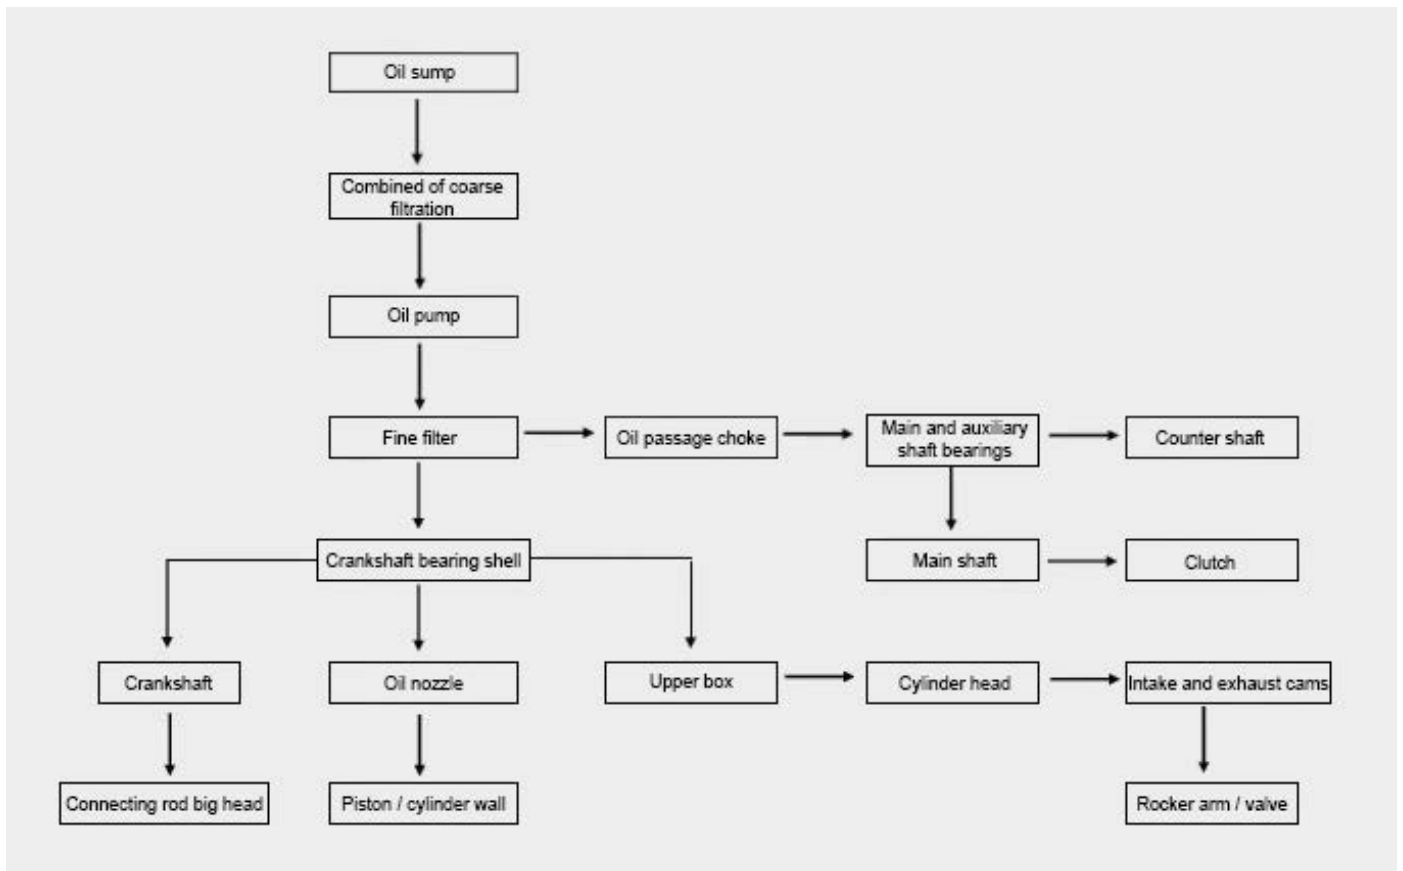 Oil sump
Combined of coarse
filtration
Oil pump
Fine filter
Oil passage choke
Main and auxiliary
shaft bearings
Counter shaft
Crankshaft bearing shell
Main shaft
Clutch
Crankshaft
Oil nozzle
Upper box
Cylinder head
Intake and exhaust cams
Connecting rod big head
Piston / cylinder wall
Rocker arm / valve